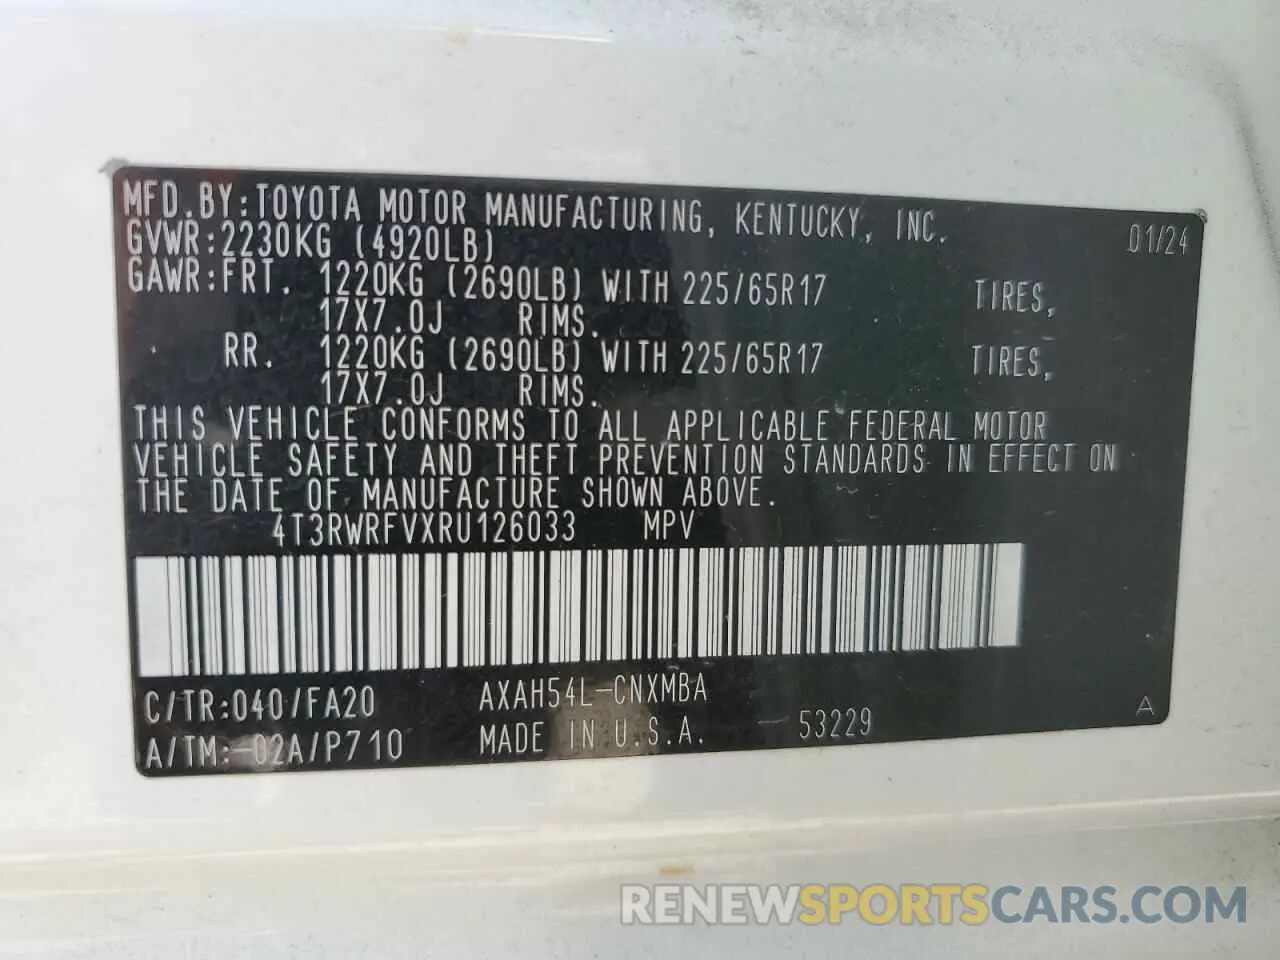 MFD.BY:TOYOTA MOTOR MANUFACTURING, KENTUCKY, INC. 01/24
GVWR:2230KG (4920LB)
GAWR:FRT. 1220KG (2690LB) WITH 225/65R17 TIRES,
17X7.0J RIMS.
RR. 1220KG (2690LB) WITH 225/65R17 TIRES,
17X7.0J RIMS.
THIS VEHICLE CONFORMS TO ALL APPLICABLE FEDERAL MOTOR
VEHICLE SAFETY AND THEFT PREVENTION STANDARDS IN EFFECT ON
THE DATE OF MANUFACTURE SHOWN ABOVE.
4T3RWRFVXRU126033 MPV
C/TR:040/FA20 AXAH54L-CNXMBA A
A/TM:-02A/P710 MADE IN U.S.A. 53229
RENEWSPORTSCARS.COM